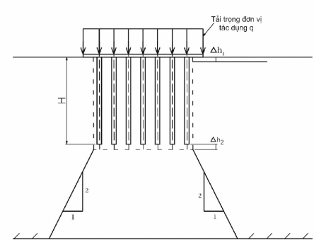 Tải trọng đơn vị
tác dụng q
Δh1
H
Δh2
2
1
2
1